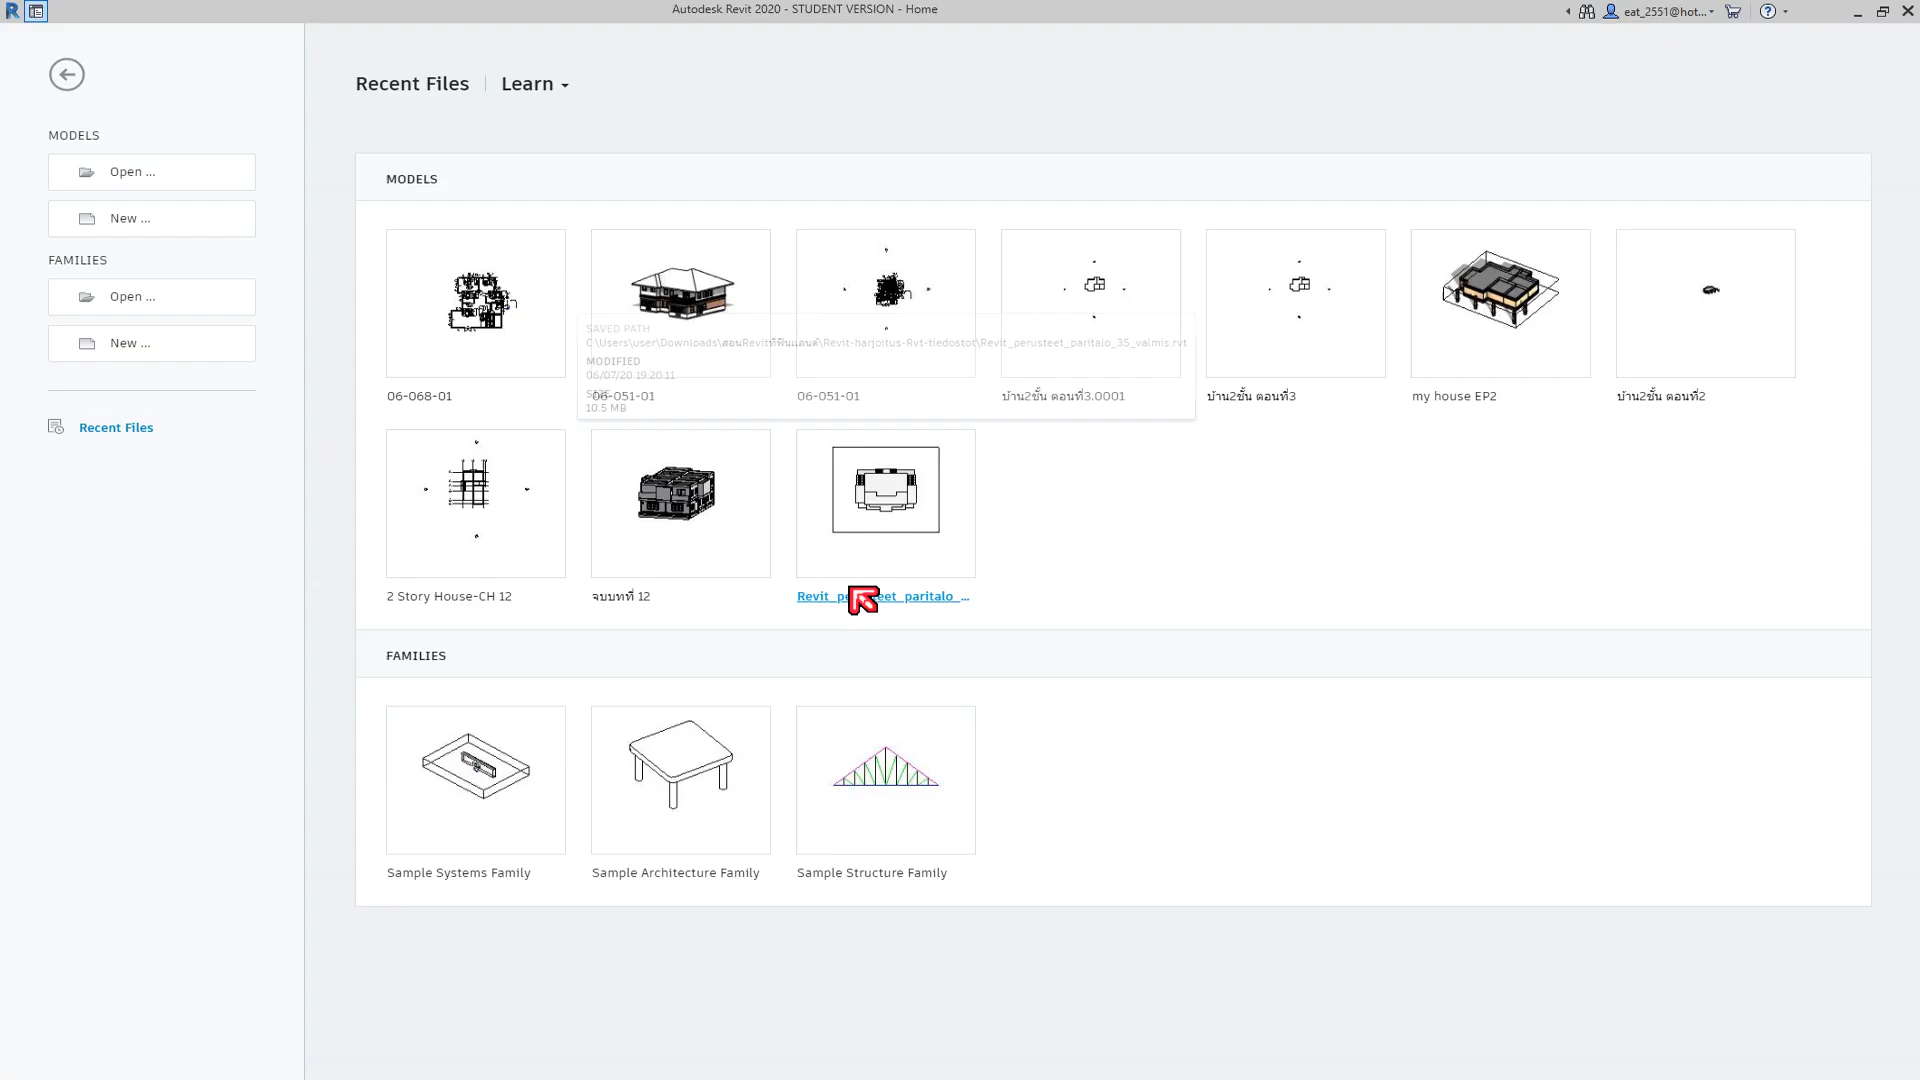 Autodesk Revit 2020 - STUDENT VERSION - Home
eat_2551@hot...
Recent Files
Learn
MODELS
Open ...
New ...
FAMILIES
Open ...
New ...
Recent Files
MODELS
SAVED PATH
C:\Users\user\Downloads\สอนRevitที่ฟินแลนด์\Revit-harjoitus-Rvt-tiedostot\Revit_perusteet_paritalo_35_valmis.rvt
MODIFIED
06/07/20 19:20:11
SIZE
10.5 MB
06-068-01
06-051-01
06-051-01
บ้าน2ชั้น ตอนที่3.0001
บ้าน2ชั้น ตอนที่3
my house EP2
บ้าน2ชั้น ตอนที่2
2 Story House-CH 12
จบบทที่ 12
Revit_pe eet_paritalo_...
FAMILIES
Sample Systems Family
Sample Architecture Family
Sample Structure Family